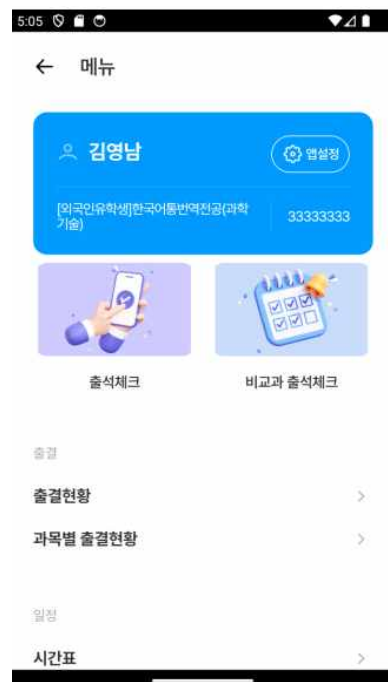 5:05
메뉴
김영남
앱설정
[외국인유학생]한국어통번역전공(과학
기술)
33333333
출석체크
비교과 출석체크
출결
출결현황
과목별 출결현황
일정
시간표